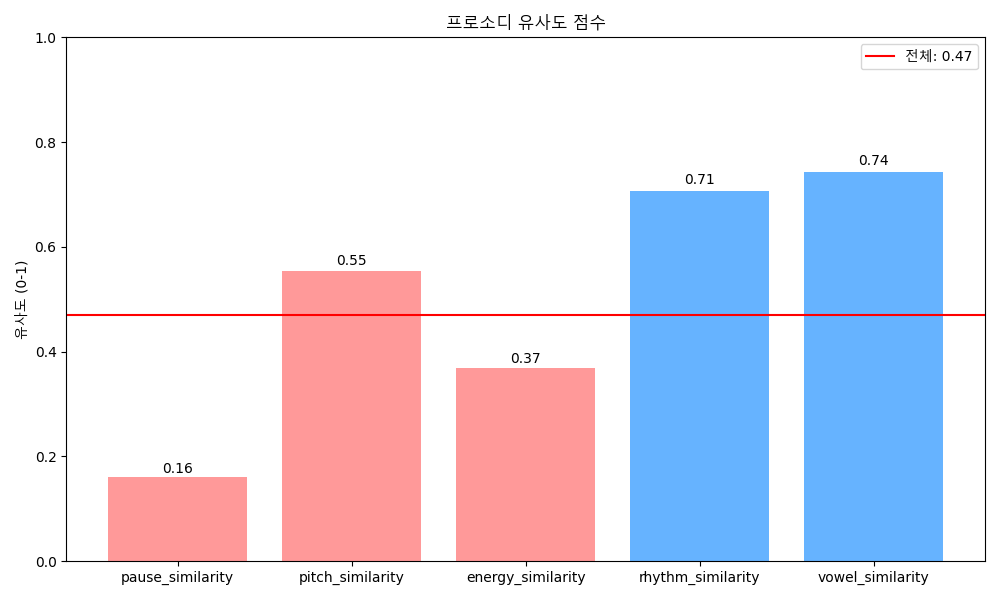 프로소디 유사도 점수
전체: 0.47
유사도 (0-1)
1.0
0.8
0.6
0.4
0.2
0.0
0.16
0.55
0.37
0.71
0.74
pause_similarity
pitch_similarity
energy_similarity
rhythm_similarity
vowel_similarity